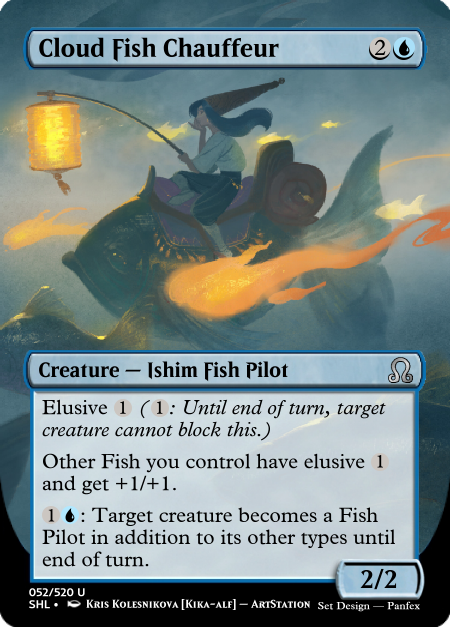 Cloud Fish Chauffeur 2
Creature — Ishim Fish Pilot
Elusive 1 (1: Until end of turn, target
creature cannot block this.)
Other Fish you control have elusive 1
and get +1/+1.
1 : Target creature becomes a Fish
Pilot in addition to its other types until
end of turn.
2/2
052/520 U
SHL • Kris Kolesnikova [Kika-alf] — ArtStation Set Design — Panfex